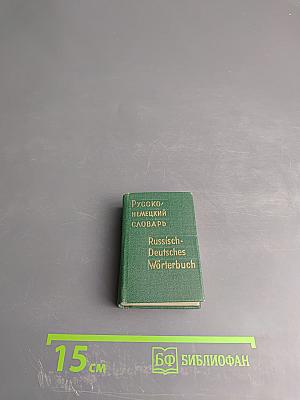 Русско-
немецкий
словарь
Russisch-
Deutsches
Wörterbuch
15 см
БФ БИБЛИОФАН